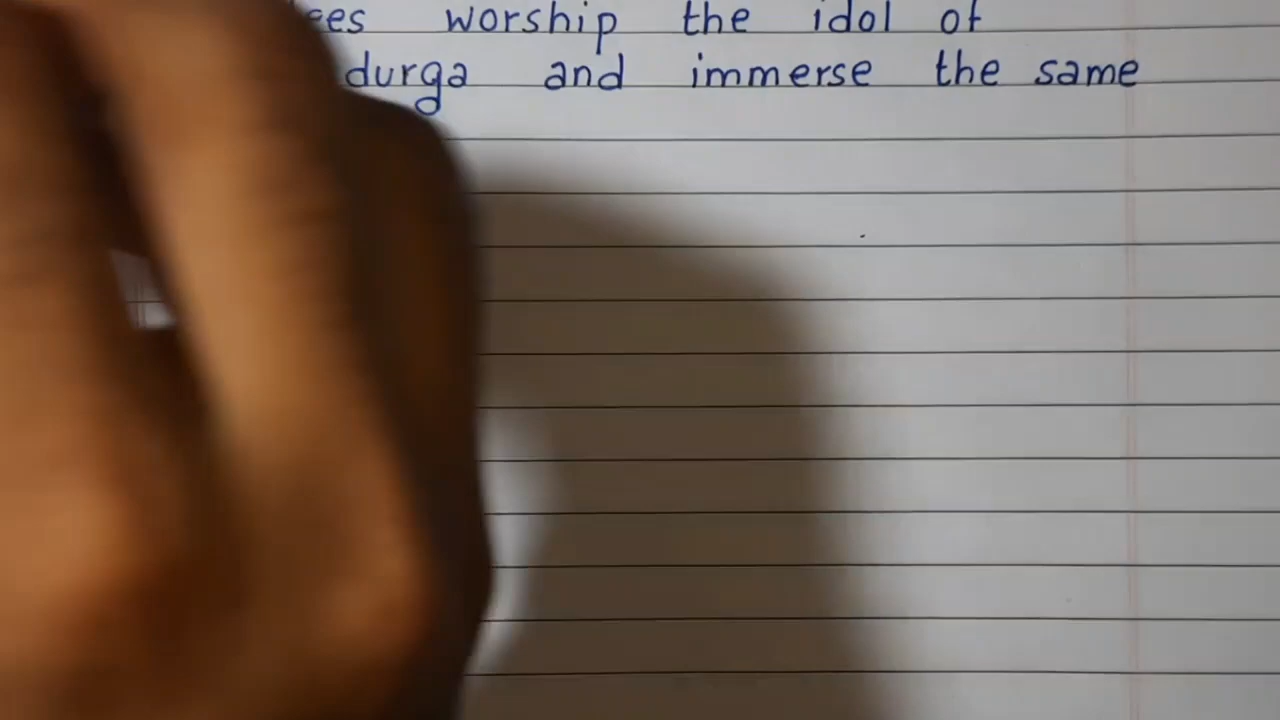 worship the idol of
durga and immerse the same